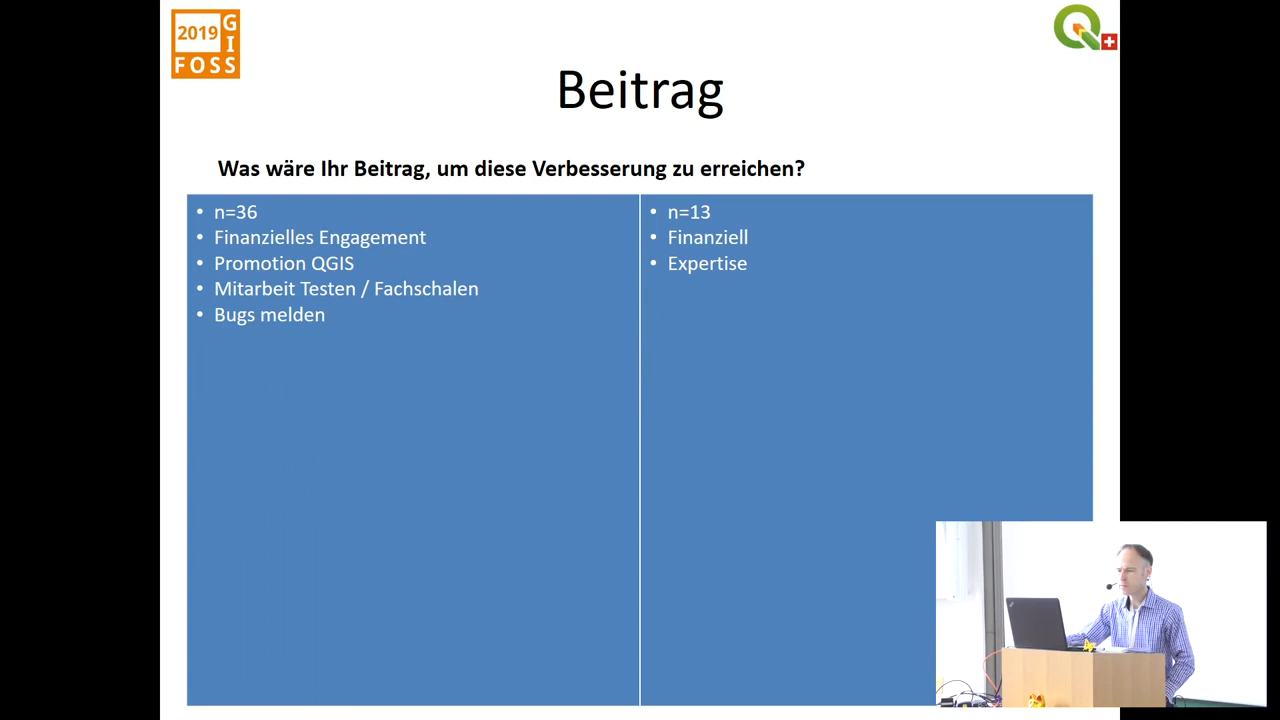 2019
G
I
FOSS
Beitrag
Was wäre Ihr Beitrag, um diese Verbesserung zu erreichen?
• n=36
• Finanzielles Engagement
• Promotion QGIS
• Mitarbeit Testen / Fachschalen
• Bugs melden
• n=13
• Finanziell
• Expertise